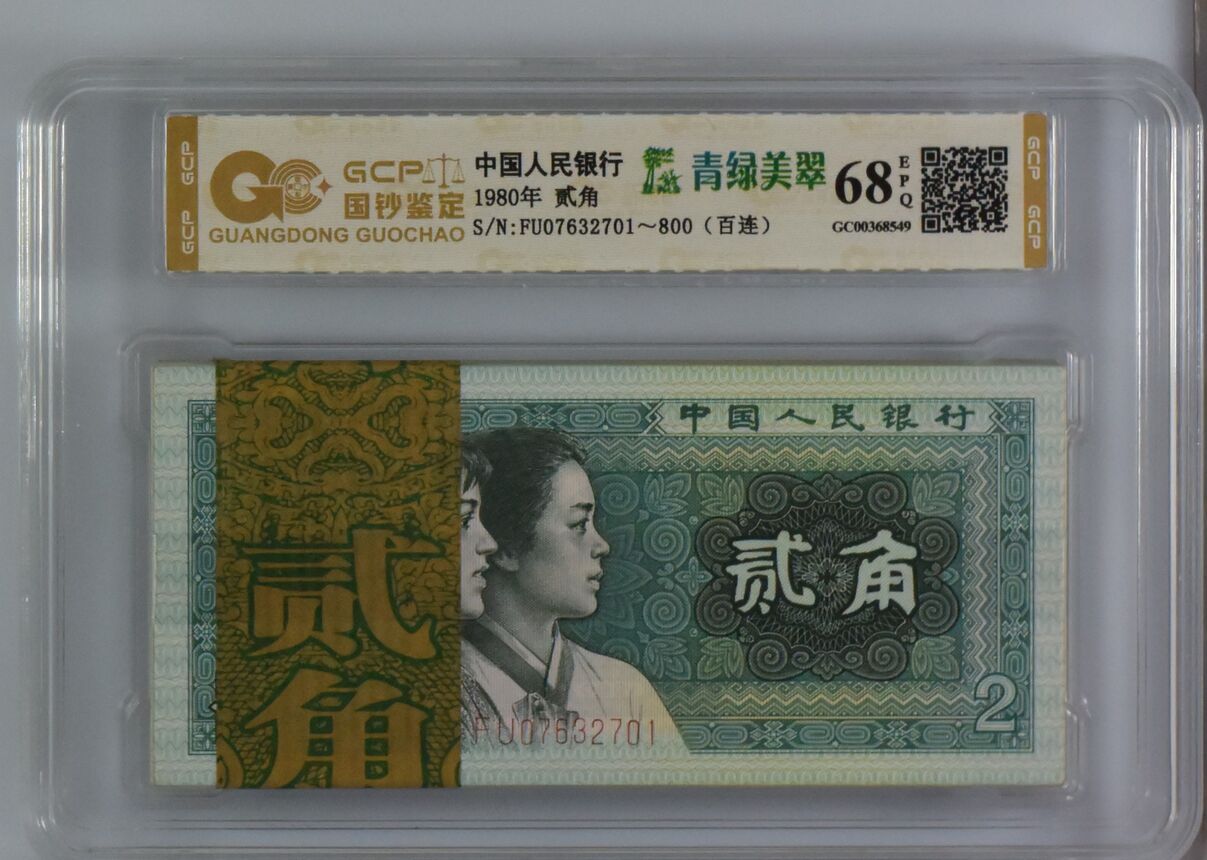 GCP
GCP
GCP
国钞鉴定
GUANGDONG GUOCHAO
中国人民银行
1980年 贰角
S/N:FU07632701～800（百连）
青绿美翠
68
EPQ
GC00368549
GCP
GCP
中国人民银行
贰角
贰角
FU07632701
2